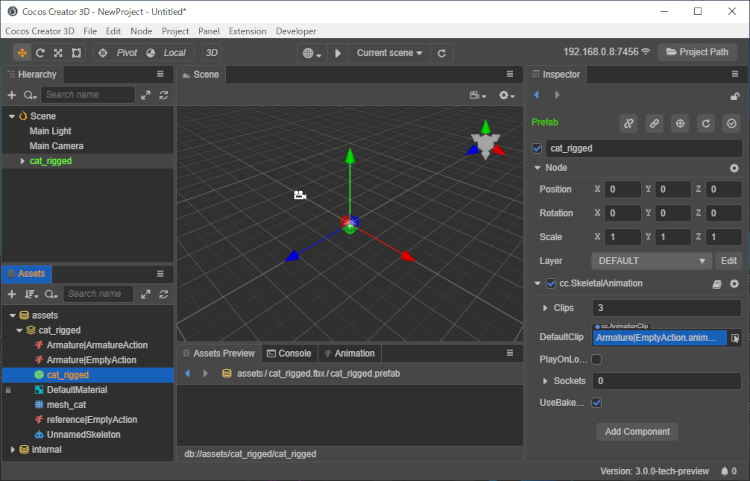 Cocos Creator 3D - NewProject - Untitled*
Cocos Creator 3D File Edit Node Project Panel Extension Developer
Pivot Local 3D Current scene 192.168.0.8:7456 Project Path
Hierarchy
Search name
Scene
Main Light
Main Camera
cat_rigged
Assets
Search name
assets
cat_rigged
Armature|ArmatureAction
Armature|EmptyAction
cat_rigged
DefaultMaterial
mesh_cat
reference|EmptyAction
UnnamedSkeleton
internal
Scene
Assets Preview Console Animation
assets / cat_rigged.fbx / cat_rigged.prefab
db://assets/cat_rigged/cat_rigged
Inspector
Prefab
cat_rigged
Node
Position X 0 Y 0 Z 0
Rotation X 0 Y 0 Z 0
Scale X 1 Y 1 Z 1
Layer DEFAULT Edit
cc.SkeletalAnimation
Clips 3
cc.AnimationClip
DefaultClip Armature|EmptyAction.anim...
PlayOnLo...
Sockets 0
UseBake...
Add Component
Version: 3.0.0-tech-preview 0